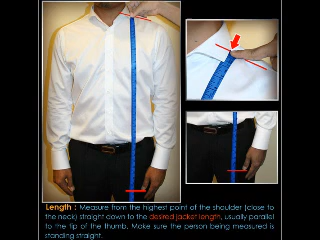 Length : Measure from the highest point of the shoulder (close to
the neck) straight down to the desired jacket length, usually parallel
to the tip of the thumb. Make sure the person being measured is
standing straight.